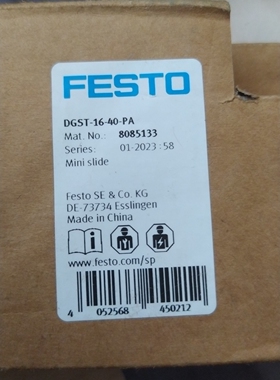 FESTO
DGST-16-40-PA
Mat. No.: 8085133
Series: 01-2023 : 58
Mini slide
Festo SE & Co. KG
DE-73734 Esslingen
Made in China
www.festo.com/sp
4 052568 450212